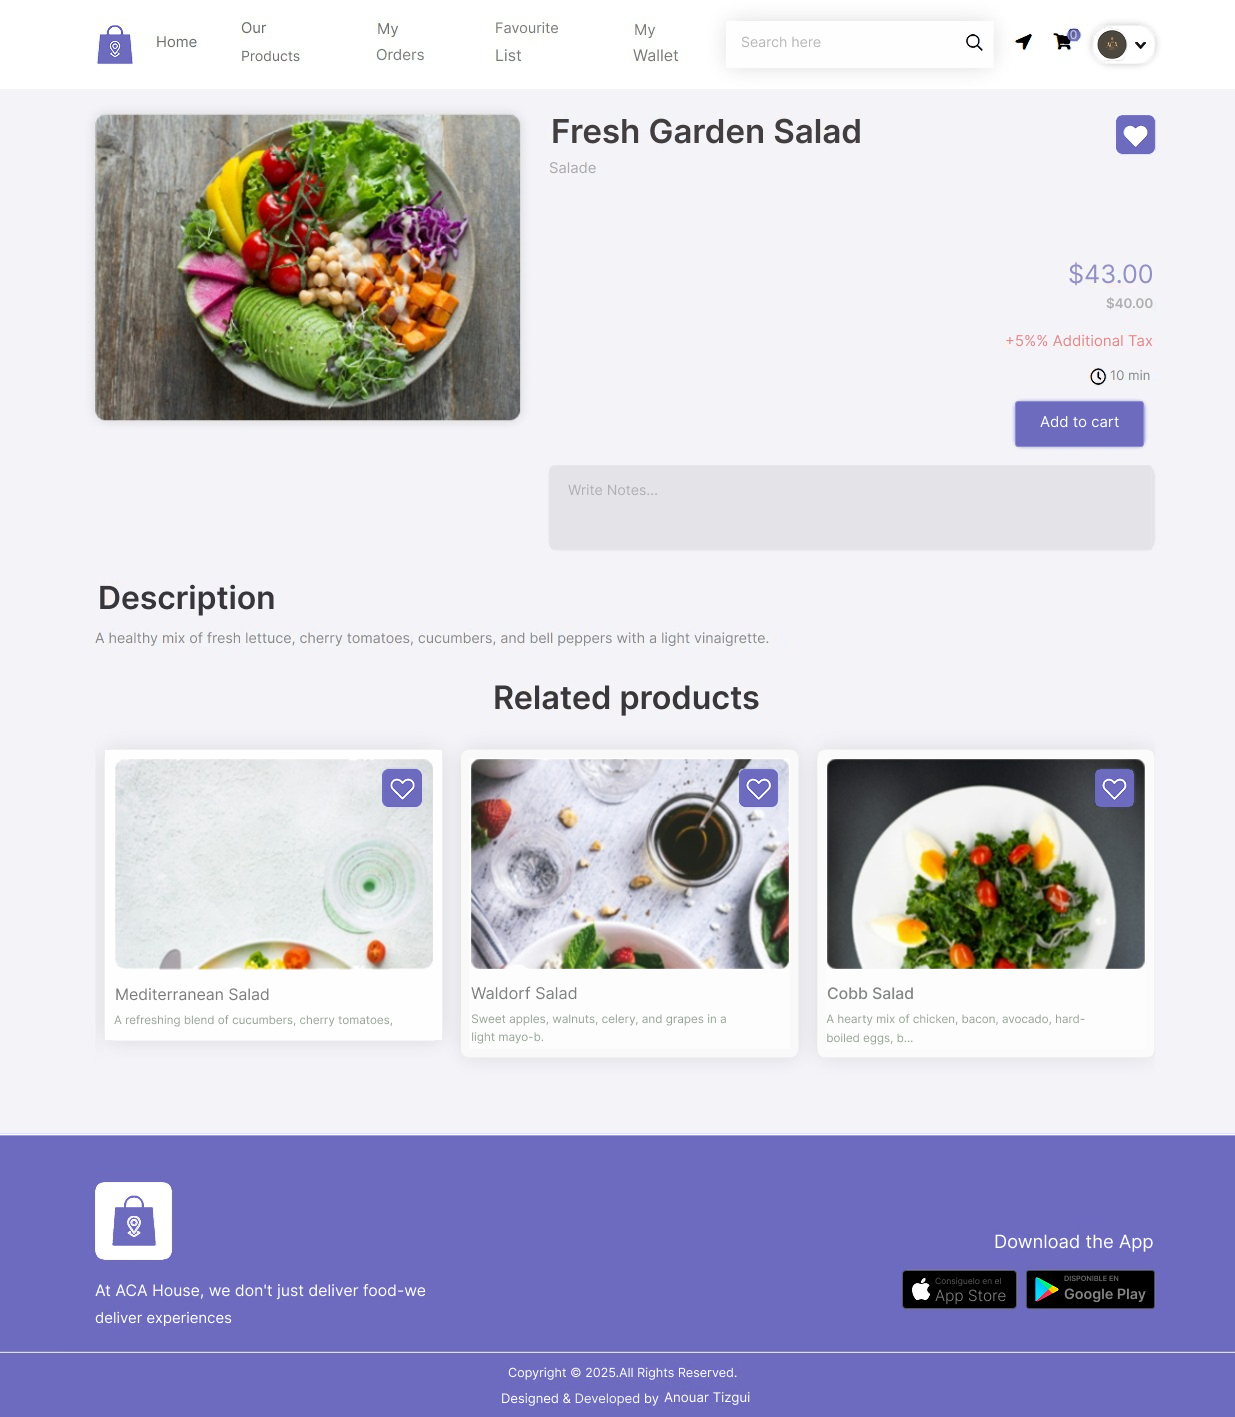 Home
Our
Products
My
Orders
Favourite
List
My
Wallet
Search here
0
Fresh Garden Salad
Salade
$43.00
$40.00
+5%% Additional Tax
10 min
Add to cart
Write Notes...
Description
A healthy mix of fresh lettuce, cherry tomatoes, cucumbers, and bell peppers with a light vinaigrette.
Related products
Mediterranean Salad
A refreshing blend of cucumbers, cherry tomatoes,
Waldorf Salad
Sweet apples, walnuts, celery, and grapes in a
light mayo-b.
Cobb Salad
A hearty mix of chicken, bacon, avocado, hard-
boiled eggs, b...
At ACA House, we don't just deliver food-we
deliver experiences
Download the App
Consíguelo en el
App Store
DISPONIBLE EN
Google Play
Copyright © 2025.All Rights Reserved.
Designed & Developed by Anouar Tizgui